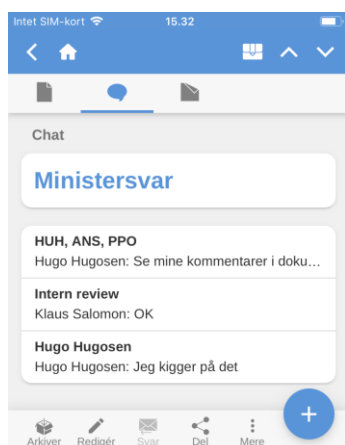 Intet SIM-kort 15.32
Chat
Ministersvar
HUH, ANS, PPO
Hugo Hugosen: Se mine kommentarer i doku…
Intern review
Klaus Salomon: OK
Hugo Hugosen
Hugo Hugosen: Jeg kigger på det
+
Arkiver Redigér Svar Del Mere